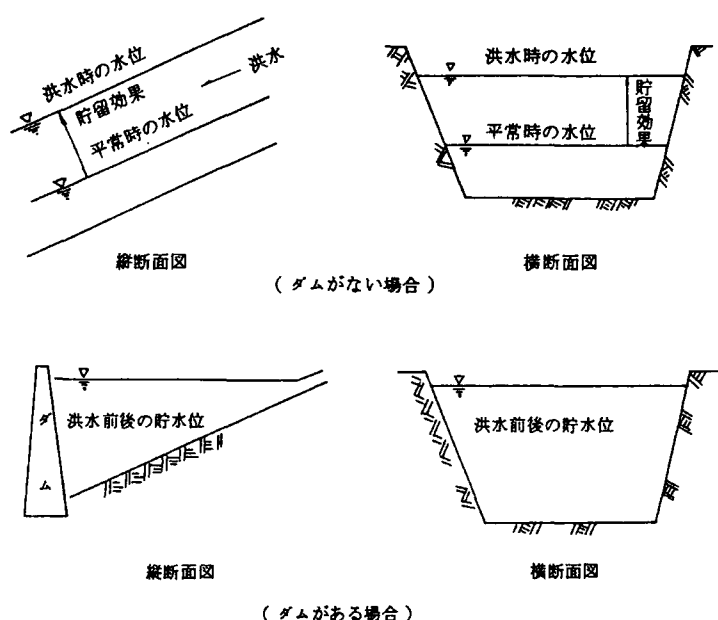 洪水時の水位
洪水
貯留効果
平常時の水位
縦断面図
洪水時の水位
貯留効果
平常時の水位
横断面図
( ダムがない場合 )
ダム
洪水前後の貯水位
縦断面図
洪水前後の貯水位
横断面図
( ダムがある場合 )